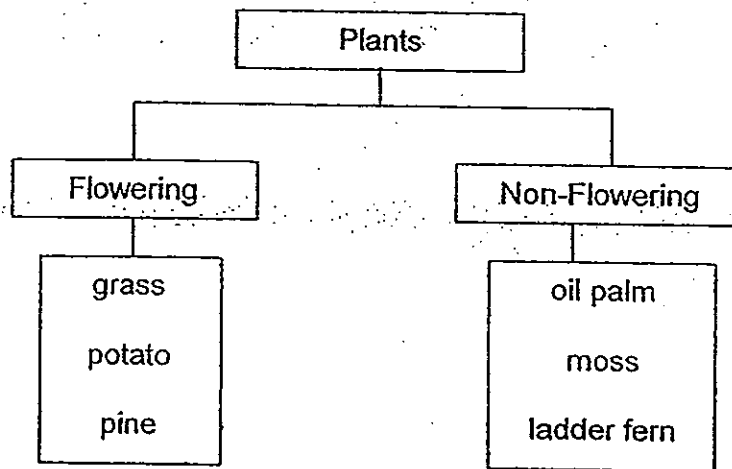 Plants
Flowering
Non-Flowering
grass
potato
pine
oil palm
moss
ladder fern